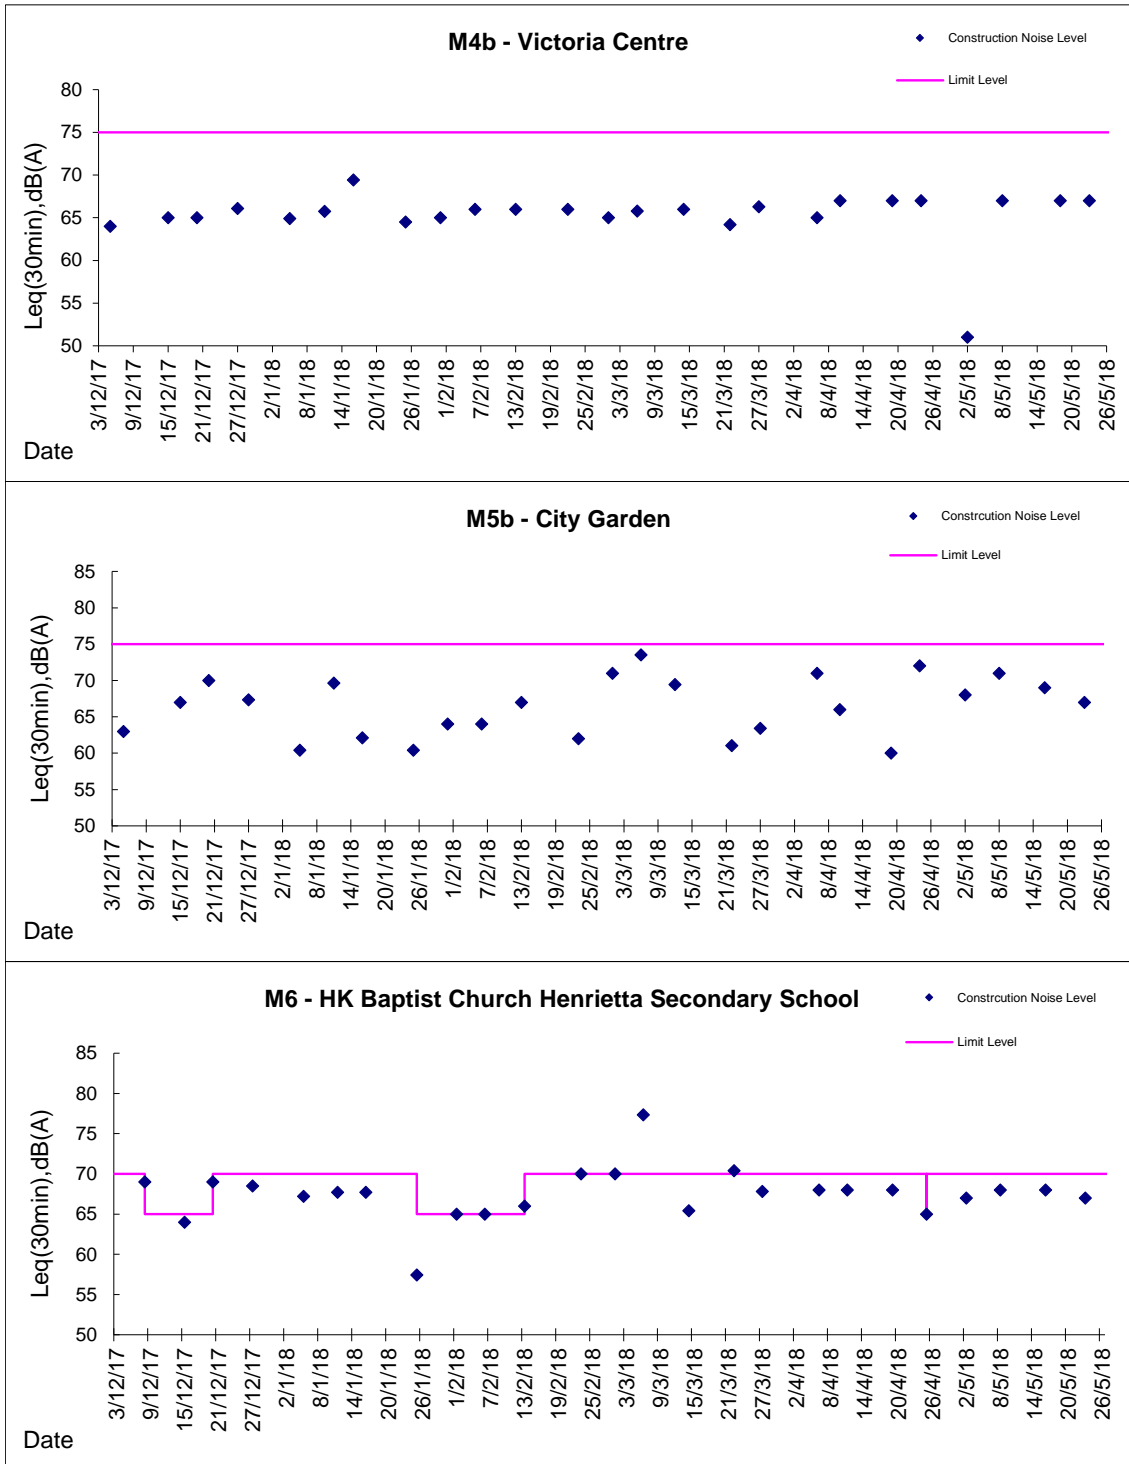 M4b - Victoria Centre
Construction Noise Level
Limit Level
Leq(30min),dB(A)
80
75
70
65
60
55
50
3/12/17 9/12/17 15/12/17 21/12/17 27/12/17 2/1/18 8/1/18 14/1/18 20/1/18 26/1/18 1/2/18 7/2/18 13/2/18 19/2/18 25/2/18 3/3/18 9/3/18 15/3/18 21/3/18 27/3/18 2/4/18 8/4/18 14/4/18 20/4/18 26/4/18 2/5/18 8/5/18 14/5/18 20/5/18 26/5/18
Date
M5b - City Garden
Constrcution Noise Level
Limit Level
Leq(30min),dB(A)
85
80
75
70
65
60
55
50
3/12/17 9/12/17 15/12/17 21/12/17 27/12/17 2/1/18 8/1/18 14/1/18 20/1/18 26/1/18 1/2/18 7/2/18 13/2/18 19/2/18 25/2/18 3/3/18 9/3/18 15/3/18 21/3/18 27/3/18 2/4/18 8/4/18 14/4/18 20/4/18 26/4/18 2/5/18 8/5/18 14/5/18 20/5/18 26/5/18
Date
M6 - HK Baptist Church Henrietta Secondary School
Constrcution Noise Level
Limit Level
Leq(30min),dB(A)
85
80
75
70
65
60
55
50
3/12/17 9/12/17 15/12/17 21/12/17 27/12/17 2/1/18 8/1/18 14/1/18 20/1/18 26/1/18 1/2/18 7/2/18 13/2/18 19/2/18 25/2/18 3/3/18 9/3/18 15/3/18 21/3/18 27/3/18 2/4/18 8/4/18 14/4/18 20/4/18 26/4/18 2/5/18 8/5/18 14/5/18 20/5/18 26/5/18
Date